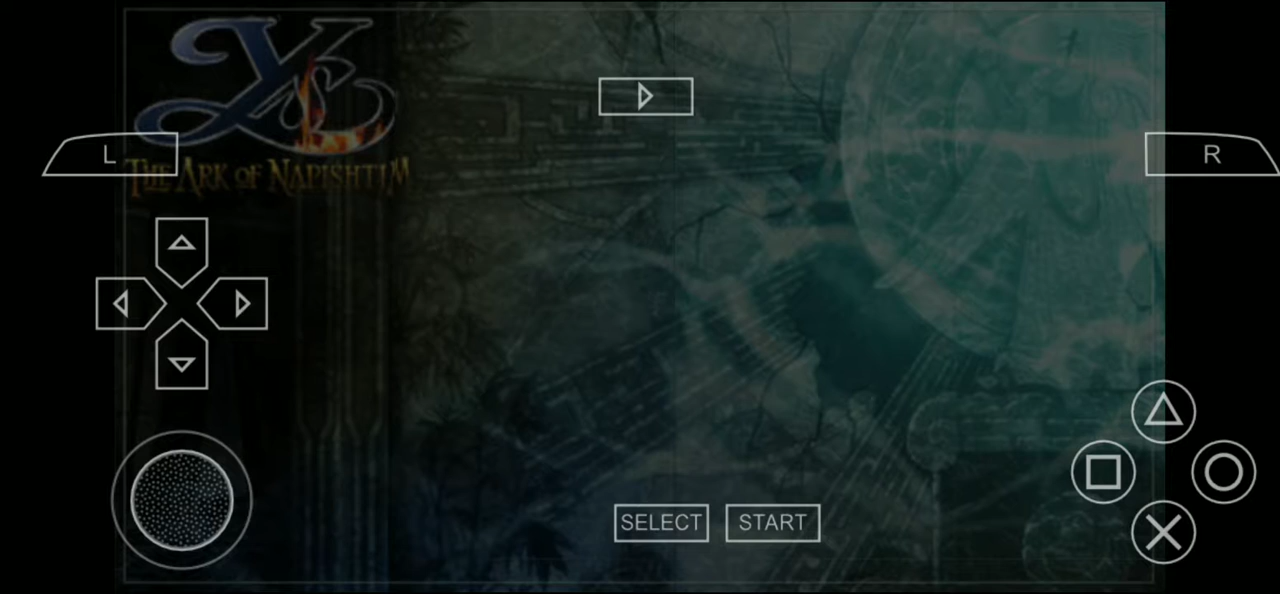 Ys
THE ARK OF NAPISHTIM
L
R
SELECT
START